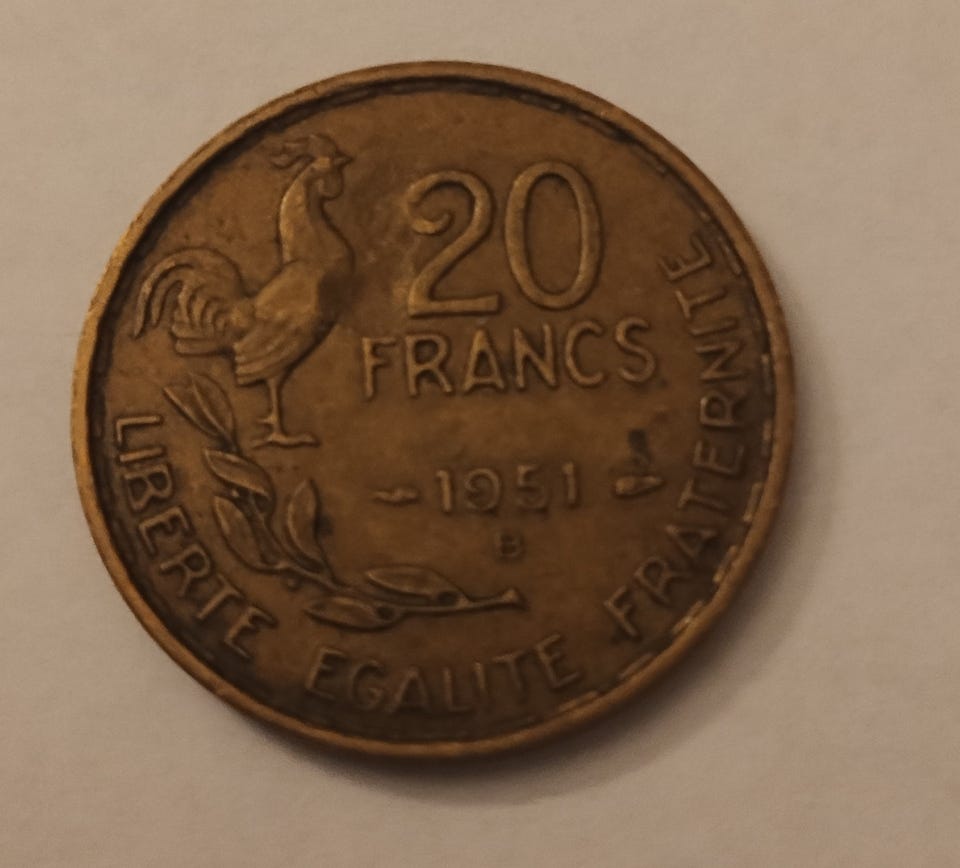 20
FRANCS
1951
B
LIBERTE EGALITE FRATERNITE